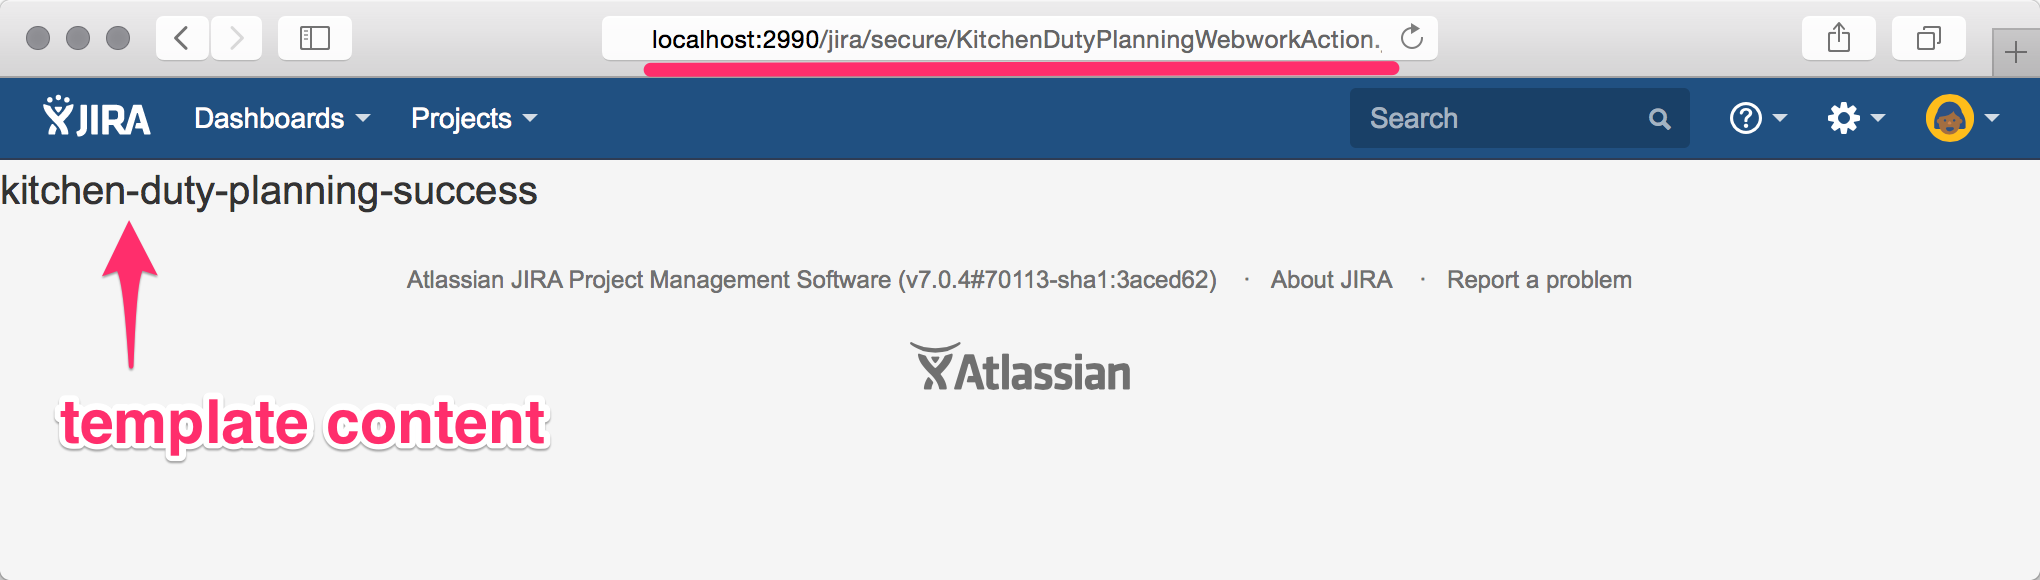 localhost:2990/jira/secure/KitchenDutyPlanningWebworkAction.
JIRA Dashboards Projects Search
kitchen-duty-planning-success
Atlassian JIRA Project Management Software (v7.0.4#70113-sha1:3aced62) · About JIRA · Report a problem
Atlassian
template content